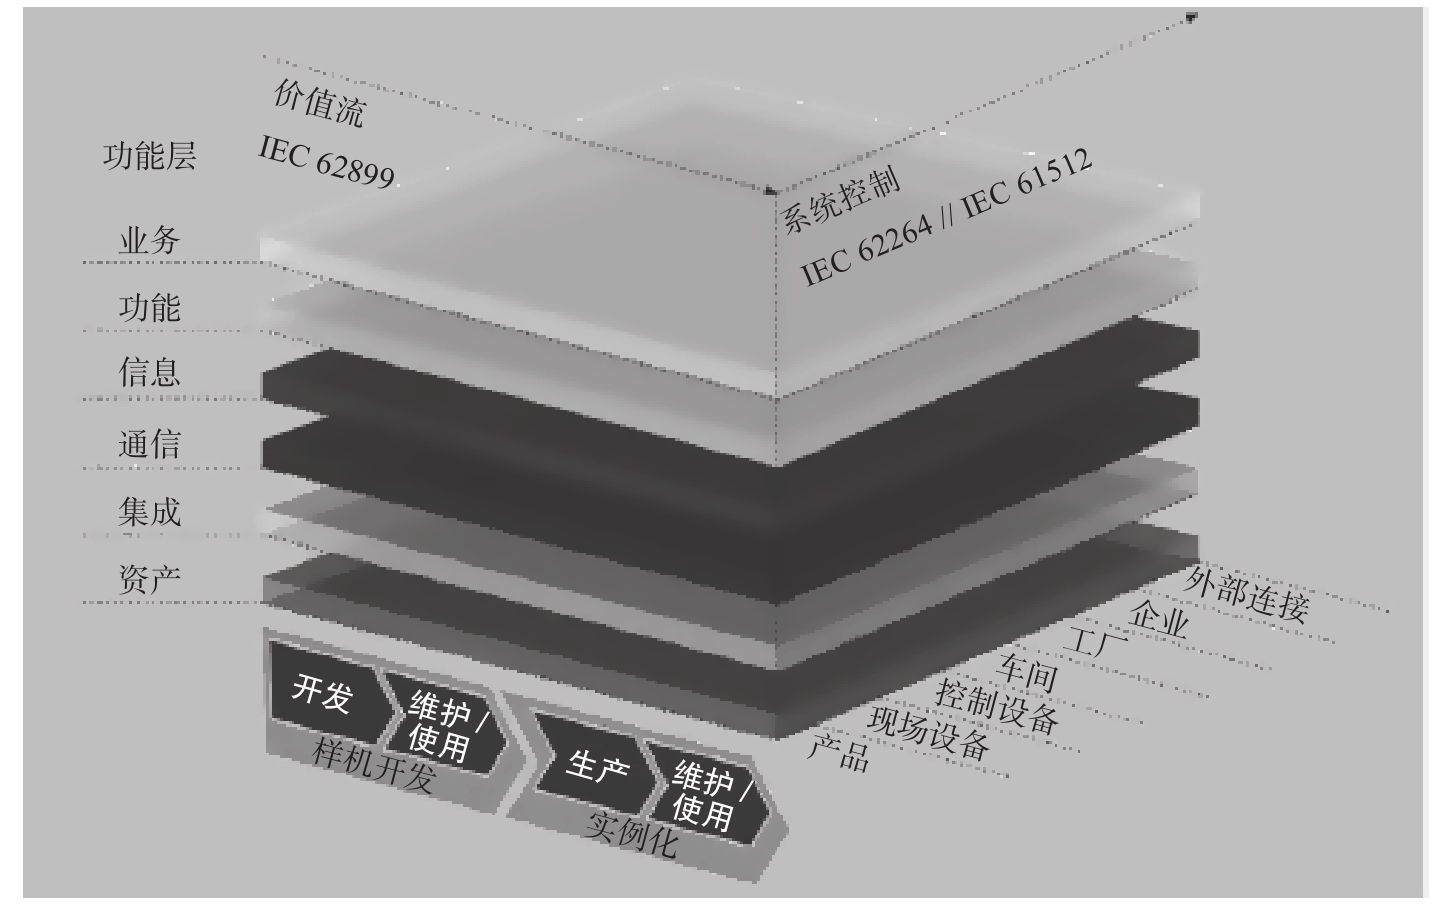 价值流
IEC 62899
系统控制
IEC 62264 // IEC 61512
功能层
业务
功能
信息
通信
集成
资产
外部连接
企业
工厂
车间
控制设备
现场设备
产品
开发
维护/
使用
样机开发
生产
维护/
使用
实例化